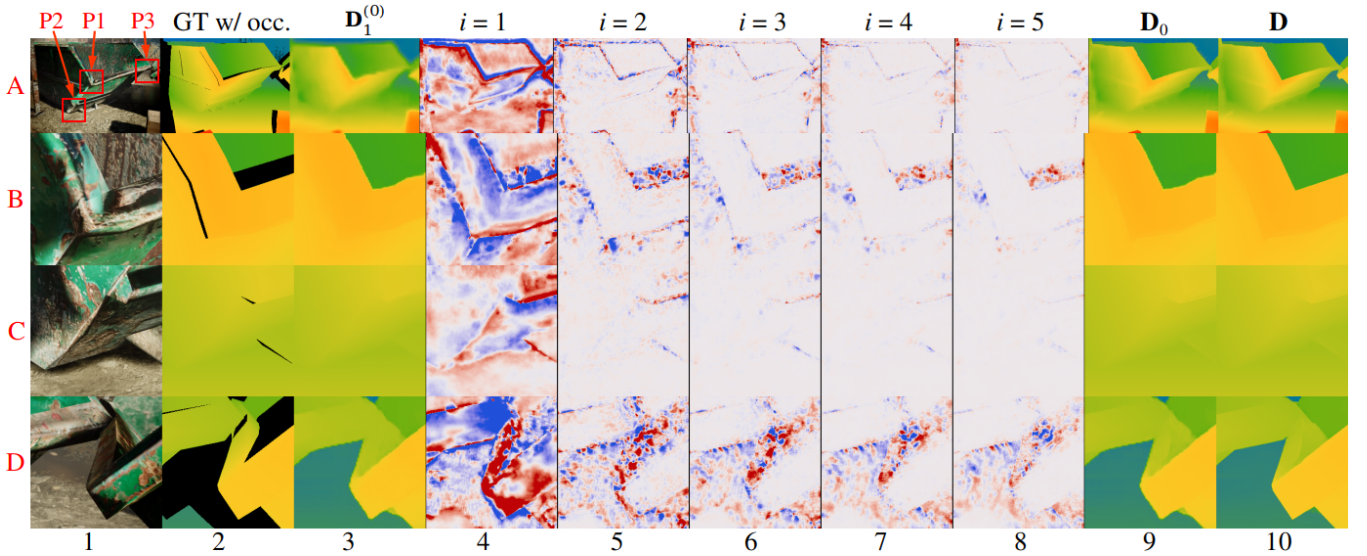 P2 P1 P3 GT w/ occ. D₁⁽⁰⁾ i = 1 i = 2 i = 3 i = 4 i = 5 D₀ D
A
B
C
D
1 2 3 4 5 6 7 8 9 10